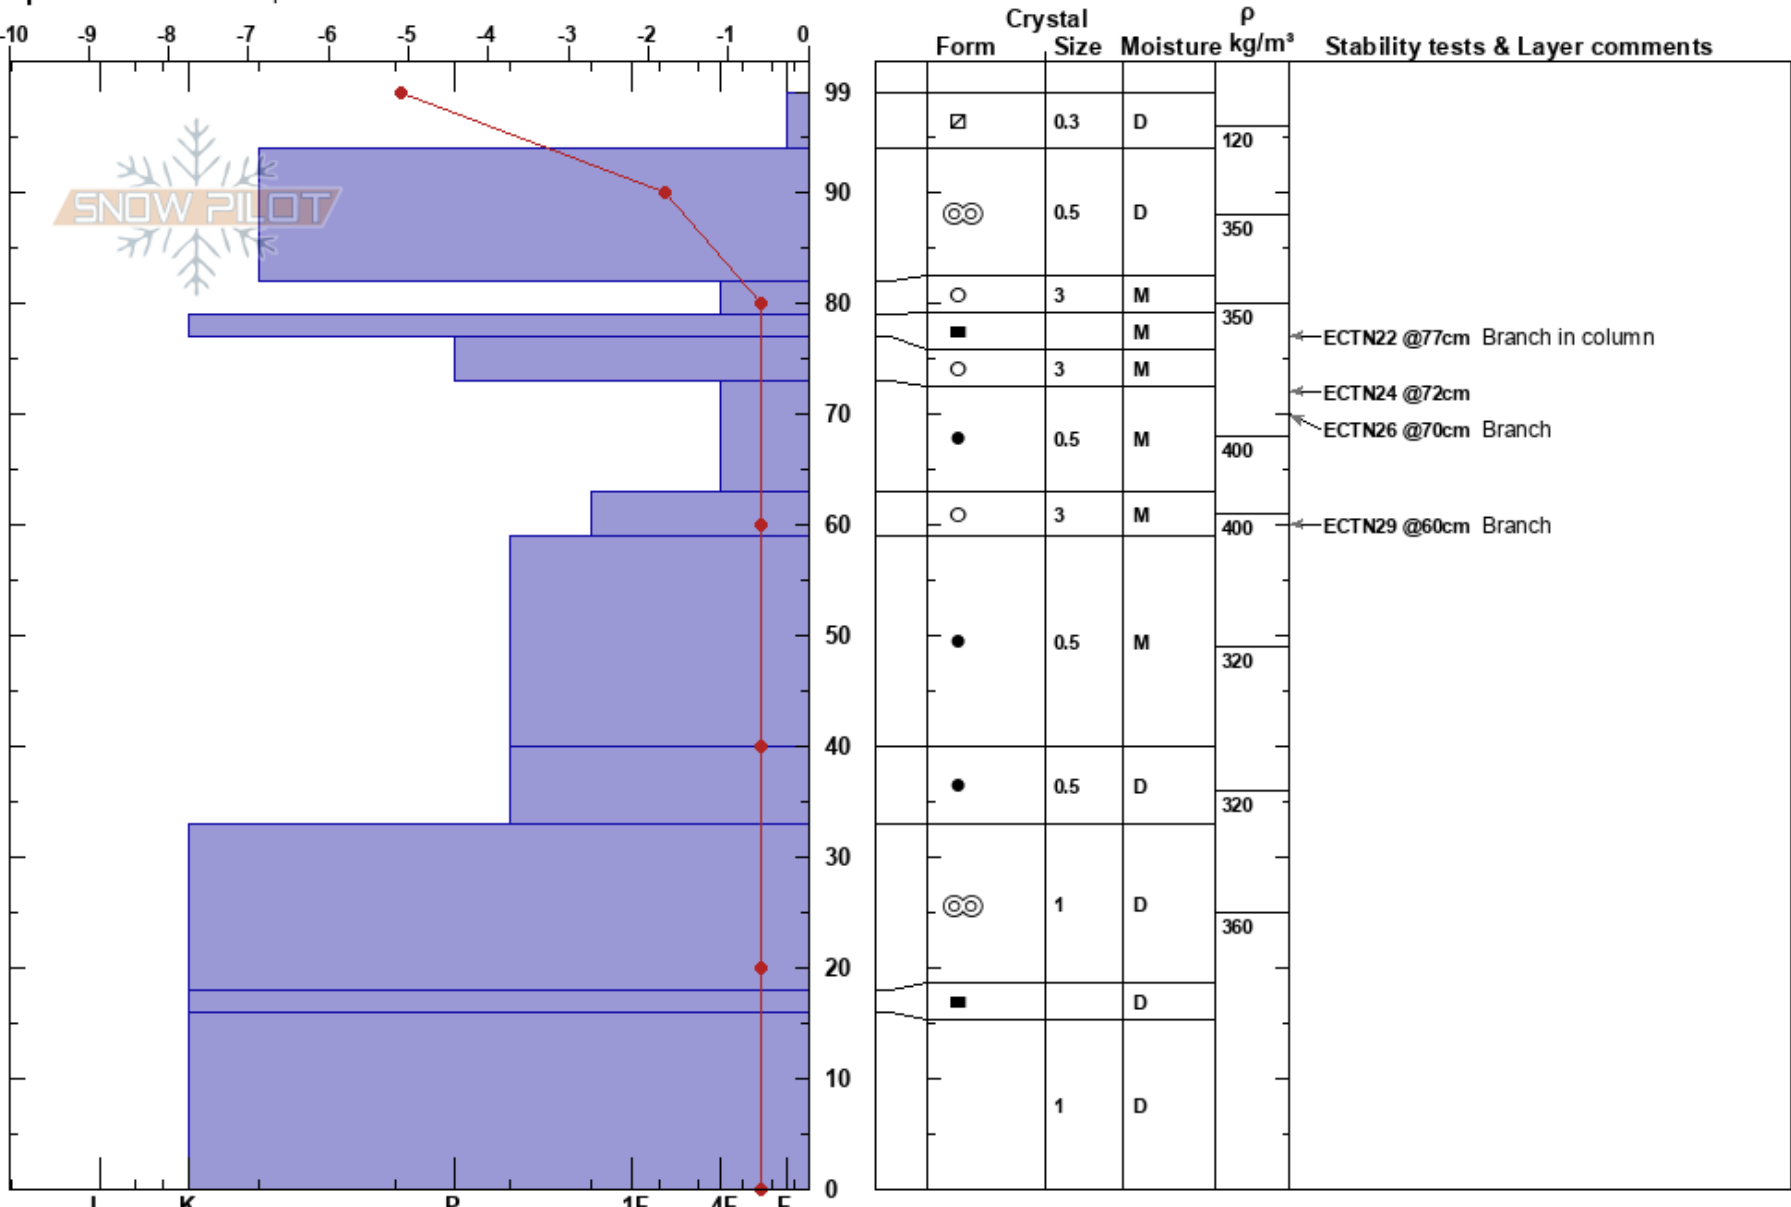 -10 -9 -8 -7 -6 -5 -4 -3 -2 -1 0
Crystal ρ
Form Size Moisture kg/m³ Stability tests & Layer comments
99
0.3 D
120
SNOW PILOT
90
0.5 D
350
80
3 M
350
M
ECTN22 @77cm Branch in column
3 M
ECTN24 @72cm
70
ECTN26 @70cm Branch
0.5 M
400
3 M
60
400
ECTN29 @60cm Branch
50
0.5 M
320
40
0.5 D
320
30
1 D
360
20
D
10
1 D
0
I K P 1F 4F F